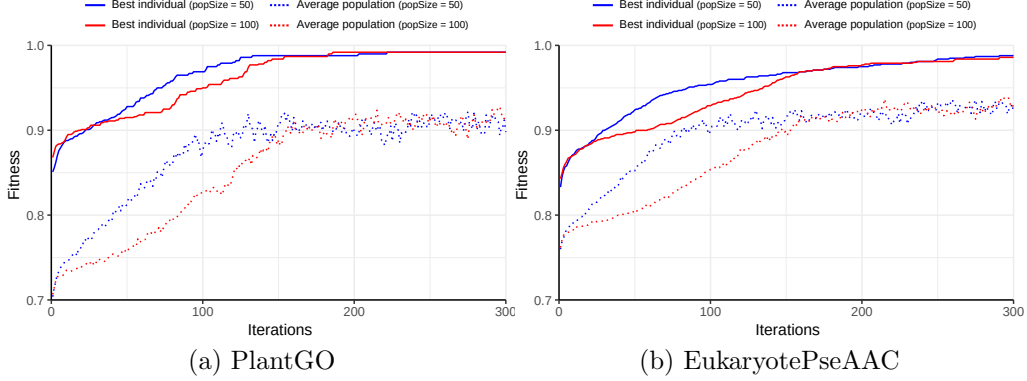 Best individual (popSize = 50) Average population (popSize = 50)
Best individual (popSize = 100) Average population (popSize = 100)
1.0
0.9
0.8
0.7
Fitness
0 100 200 300
Iterations
(a) PlantGO
Best individual (popSize = 50) Average population (popSize = 50)
Best individual (popSize = 100) Average population (popSize = 100)
1.0
0.9
0.8
0.7
Fitness
0 100 200 300
Iterations
(b) EukaryotePseAAC